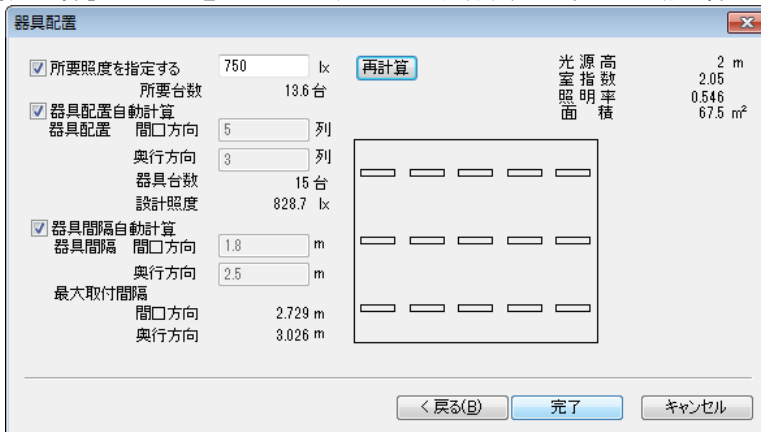 器具配置
所要照度を指定する 750 lx 再計算
所要台数 13.6 台
器具配置自動計算
器具配置 間口方向 5 列
奥行方向 3 列
器具台数 15 台
設計照度 828.7 lx
器具間隔自動計算
器具間隔 間口方向 1.8 m
奥行方向 2.5 m
最大取付間隔
間口方向 2.729 m
奥行方向 3.026 m
光源高 2 m
室指数 2.05
照明率 0.546
面積 67.5 m²
< 戻る(B) 完了 キャンセル